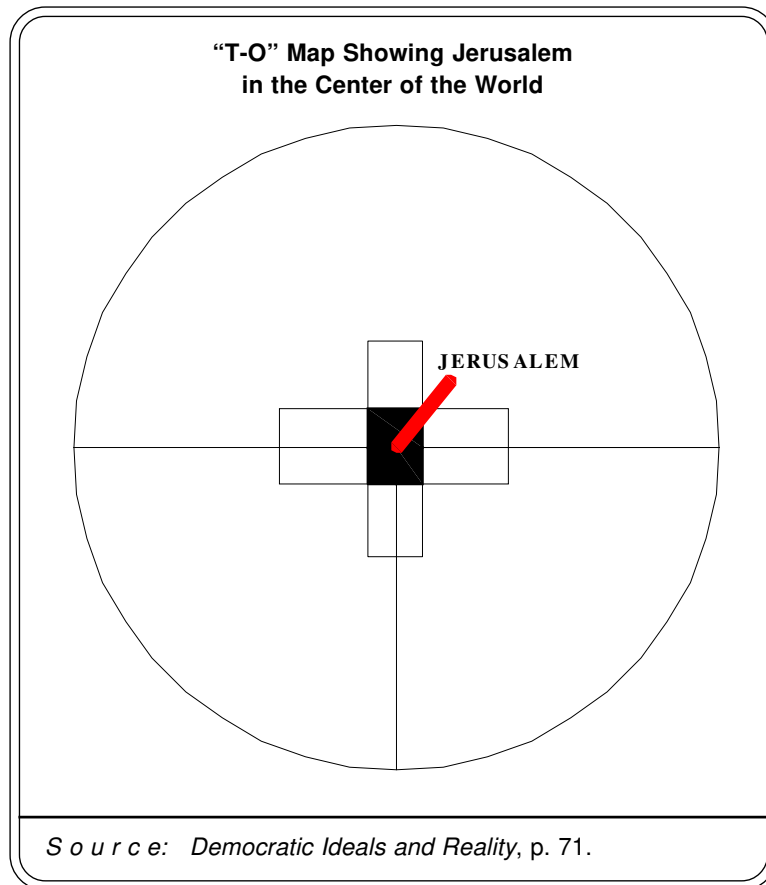 “T-O” Map Showing Jerusalem
in the Center of the World
JERUSALEM
Source: Democratic Ideals and Reality, p. 71.